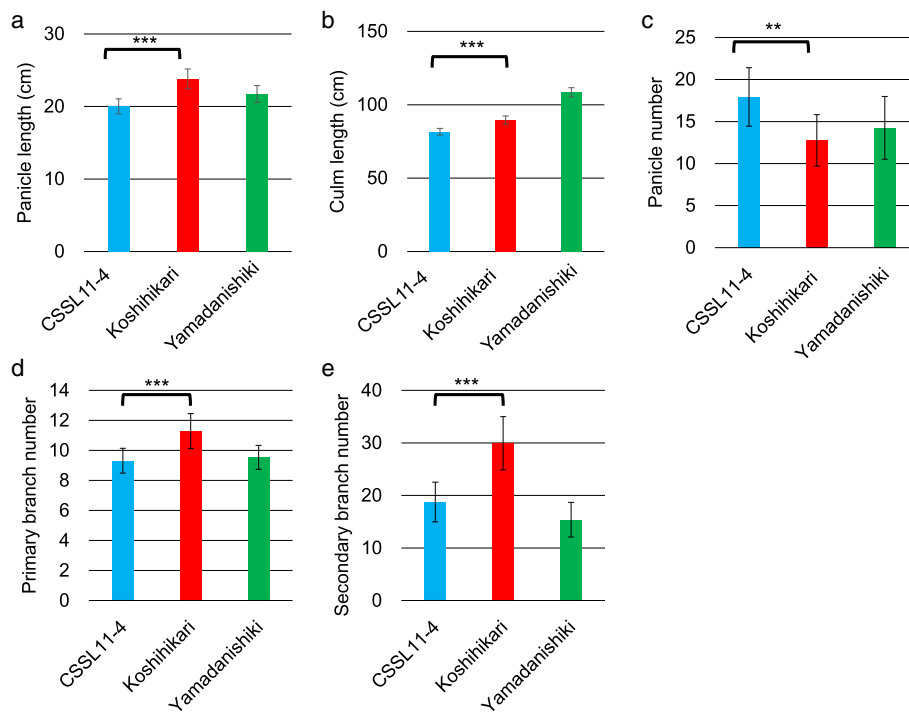 a
Panicle length (cm)
30
20
10
0
***
CSSL11-4
Koshihikari
Yamadanishiki
b
Culm length (cm)
150
100
50
0
***
CSSL11-4
Koshihikari
Yamadanishiki
c
Panicle number
25
20
15
10
5
0
**
CSSL11-4
Koshihikari
Yamadanishiki
d
Primary branch number
14
12
10
8
6
4
2
0
***
CSSL11-4
Koshihikari
Yamadanishiki
e
Secondary branch number
40
30
20
10
0
***
CSSL11-4
Koshihikari
Yamadanishiki